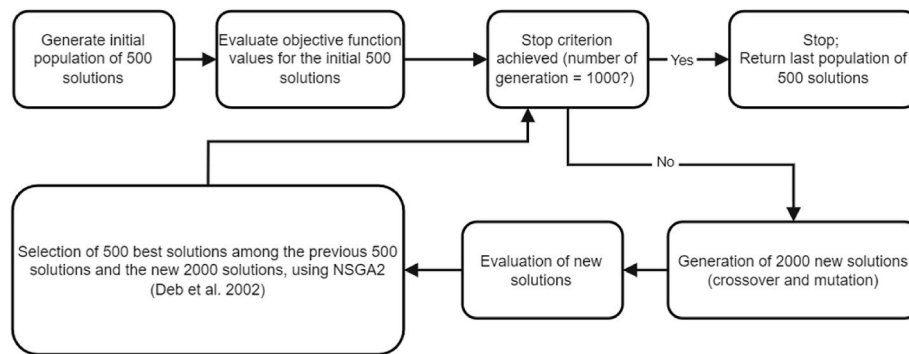 Generate initial
population of 500
solutions
Evaluate objective function
values for the initial 500
solutions
Stop criterion
achieved (number of
generation = 1000?)
Yes
Stop;
Return last population of
500 solutions
No
Generation of 2000 new solutions
(crossover and mutation)
Evaluation of new
solutions
Selection of 500 best solutions among the previous 500
solutions and the new 2000 solutions, using NSGA2
(Deb et al. 2002)